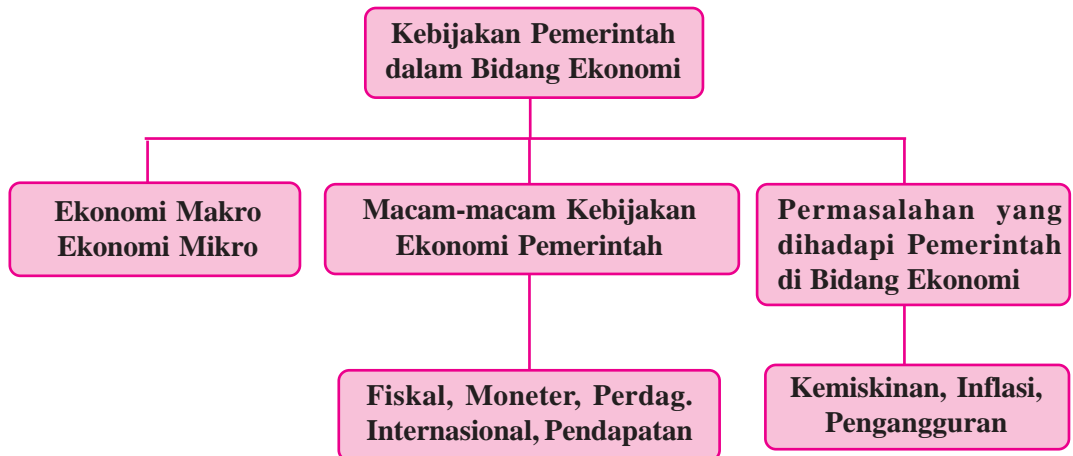 Kebijakan Pemerintah
dalam Bidang Ekonomi
Ekonomi Makro
Ekonomi Mikro
Macam-macam Kebijakan
Ekonomi Pemerintah
Permasalahan yang
dihadapi Pemerintah
di Bidang Ekonomi
Fiskal, Moneter, Perdag.
Internasional, Pendapatan
Kemiskinan, Inflasi,
Pengangguran